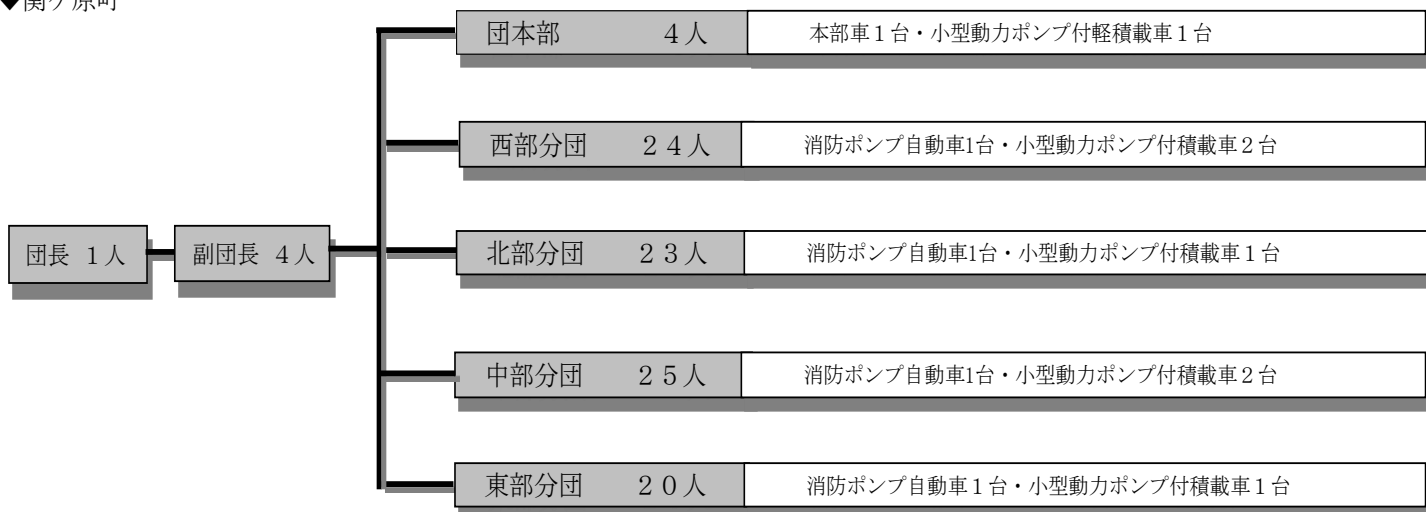 ◆関ケ原町
団本部 4人 本部車１台・小型動力ポンプ付軽積載車１台
西部分団 ２４人 消防ポンプ自動車1台・小型動力ポンプ付積載車２台
団長 1人 副団長 4人 北部分団 ２３人 消防ポンプ自動車1台・小型動力ポンプ付積載車１台
中部分団 ２５人 消防ポンプ自動車1台・小型動力ポンプ付積載車２台
東部分団 ２０人 消防ポンプ自動車１台・小型動力ポンプ付積載車１台